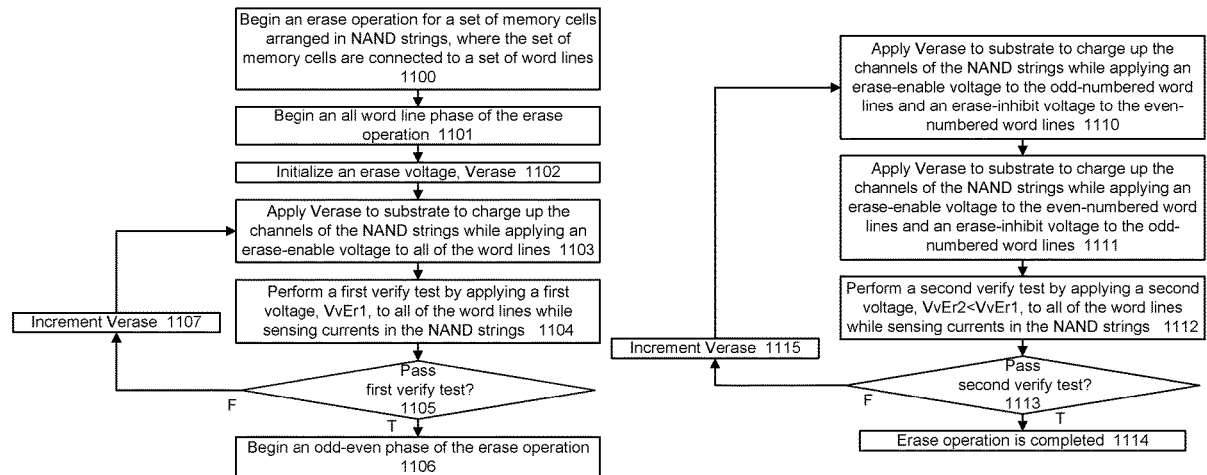 Begin an erase operation for a set of memory cells
arranged in NAND strings, where the set of
memory cells are connected to a set of word lines
1100
Begin an all word line phase of the erase
operation 1101
Initialize an erase voltage, Verase 1102
Apply Verase to substrate to charge up the
channels of the NAND strings while applying an
erase-enable voltage to all of the word lines 1103
Perform a first verify test by applying a first
voltage, VvEr1, to all of the word lines while
sensing currents in the NAND strings 1104
Increment Verase 1107
Pass
first verify test?
1105
F
T
Begin an odd-even phase of the erase operation
1106
Apply Verase to substrate to charge up the
channels of the NAND strings while applying an
erase-enable voltage to the odd-numbered word
lines and an erase-inhibit voltage to the even-
numbered word lines 1110
Apply Verase to substrate to charge up the
channels of the NAND strings while applying an
erase-enable voltage to the even-numbered word
lines and an erase-inhibit voltage to the odd-
numbered word lines
1111
Perform a second verify test by applying a second
voltage, VvEr2<VvEr1, to all of the word lines
while sensing currents in the NAND strings 1112
Increment Verase 1115
Pass
second verify test?
1113
F
T
Erase operation is completed 1114